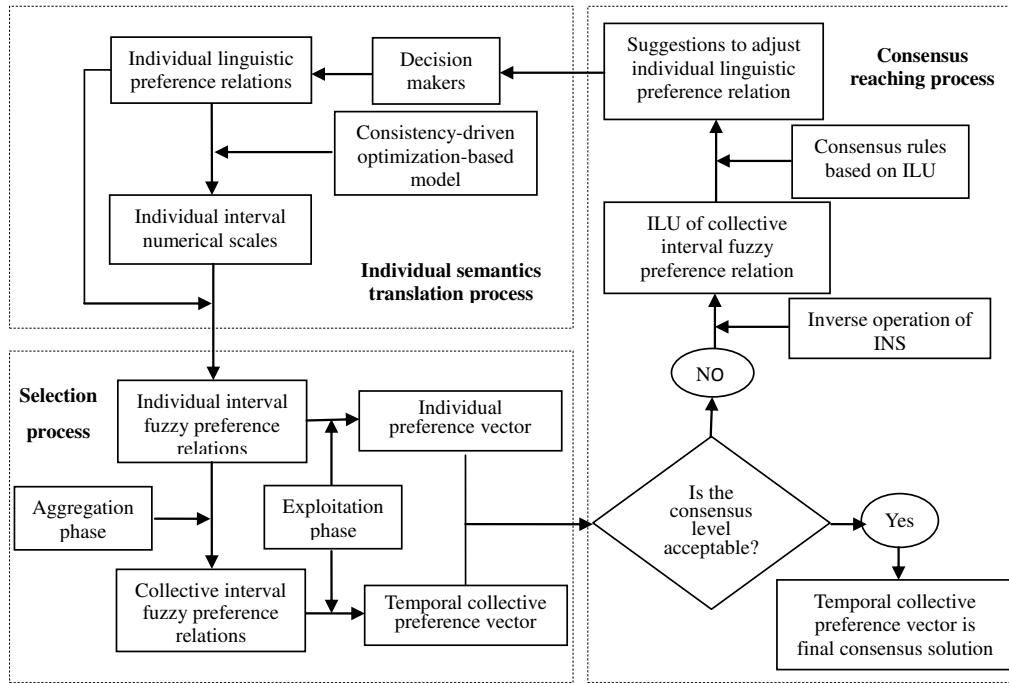 Individual linguistic
preference relations
Decision
makers
Suggestions to adjust
individual linguistic
preference relation
Consensus
reaching process
Consistency-driven
optimization-based
model
Consensus rules
based on ILU
Individual interval
numerical scales
ILU of collective
interval fuzzy
preference relation
Individual semantics
translation process
Inverse operation of
INS
NO
Selection
process
Individual interval
fuzzy preference
relations
Individual
preference vector
Aggregation
phase
Exploitation
phase
Is the
consensus
level
acceptable?
Yes
Collective interval
fuzzy preference
relations
Temporal collective
preference vector
Temporal collective
preference vector is
final consensus solution